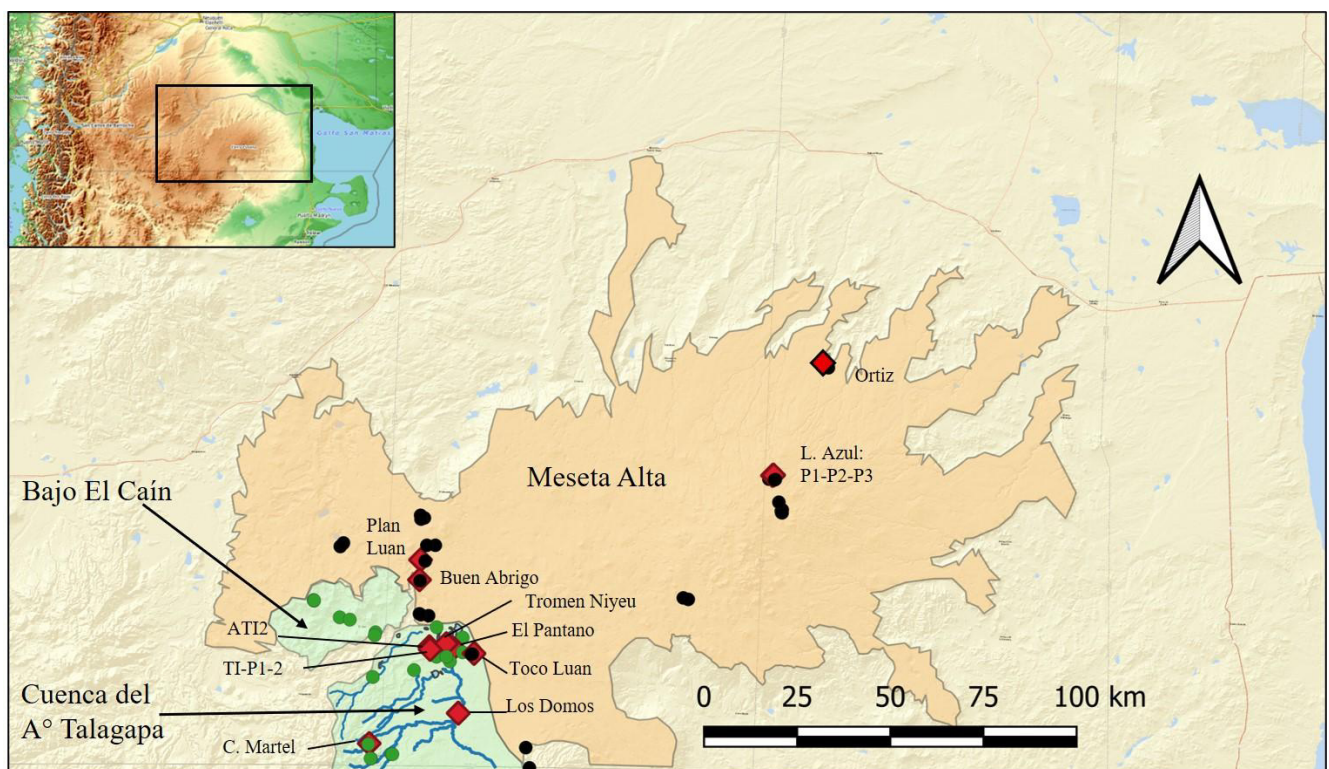 Golfo San Matías
Ortiz
L. Azul:
P1-P2-P3
Meseta Alta
Bajo El Caín
Plan
Luan
Buen Abrigo
Tromen Niyeu
ATI2
El Pantano
TI-P1-2
Toco Luan
Cuenca del
A° Talagapa
Los Domos
0 25 50 75 100 km
C. Martel